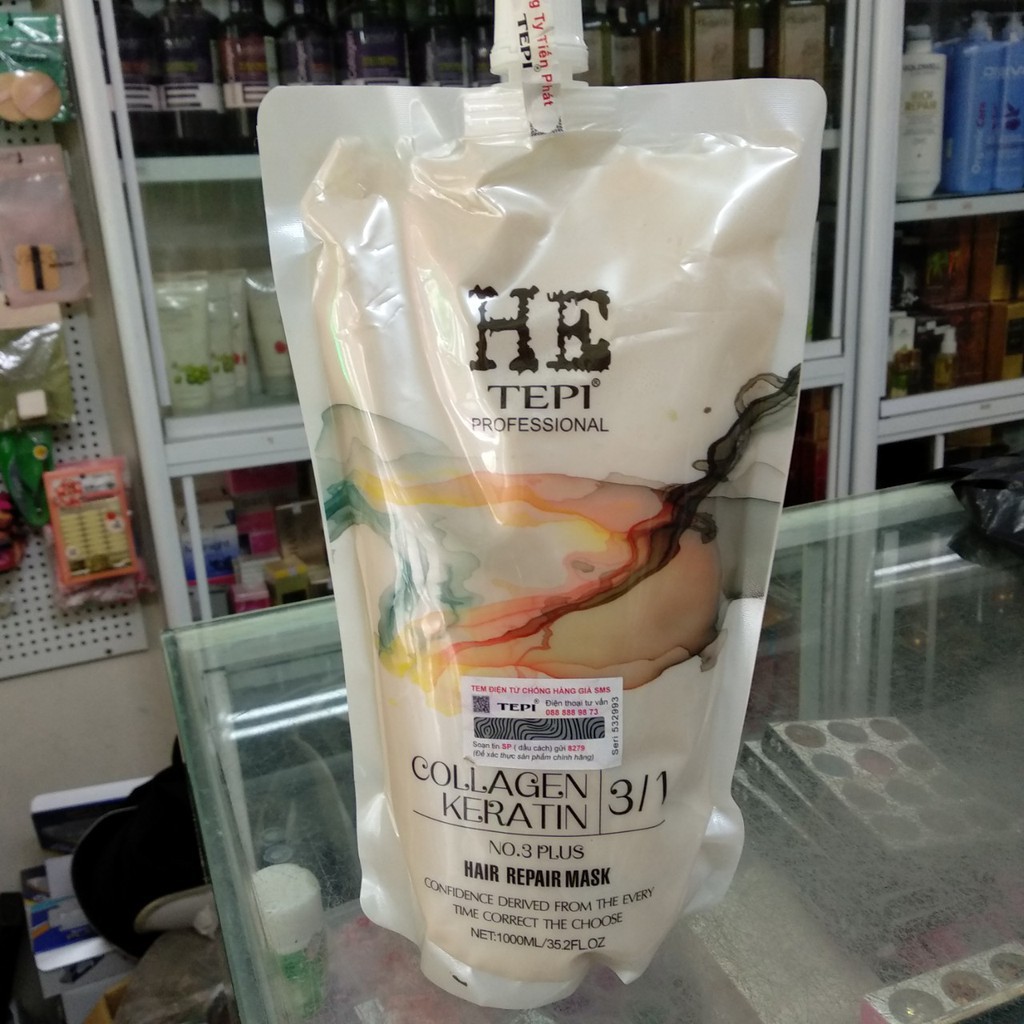 g Ty Tiến Phát
TEPI
HE
TEPI®
PROFESSIONAL
TEM ĐIỆN TỬ CHỐNG HÀNG GIẢ SMS
TEPI®
Điện thoại tư vấn
088 888 98 73
Soạn tin SP ( dấu cách) gửi 8279
(Để xác thực sản phẩm chính hãng)
Seri 532993
COLLAGEN
KERATIN
3/1
NO.3 PLUS
HAIR REPAIR MASK
CONFIDENCE DERIVED FROM THE EVERY
TIME CORRECT THE CHOOSE
NET:1000ML/35.2FL OZ
GOLDWELL
RICH
REPAIR